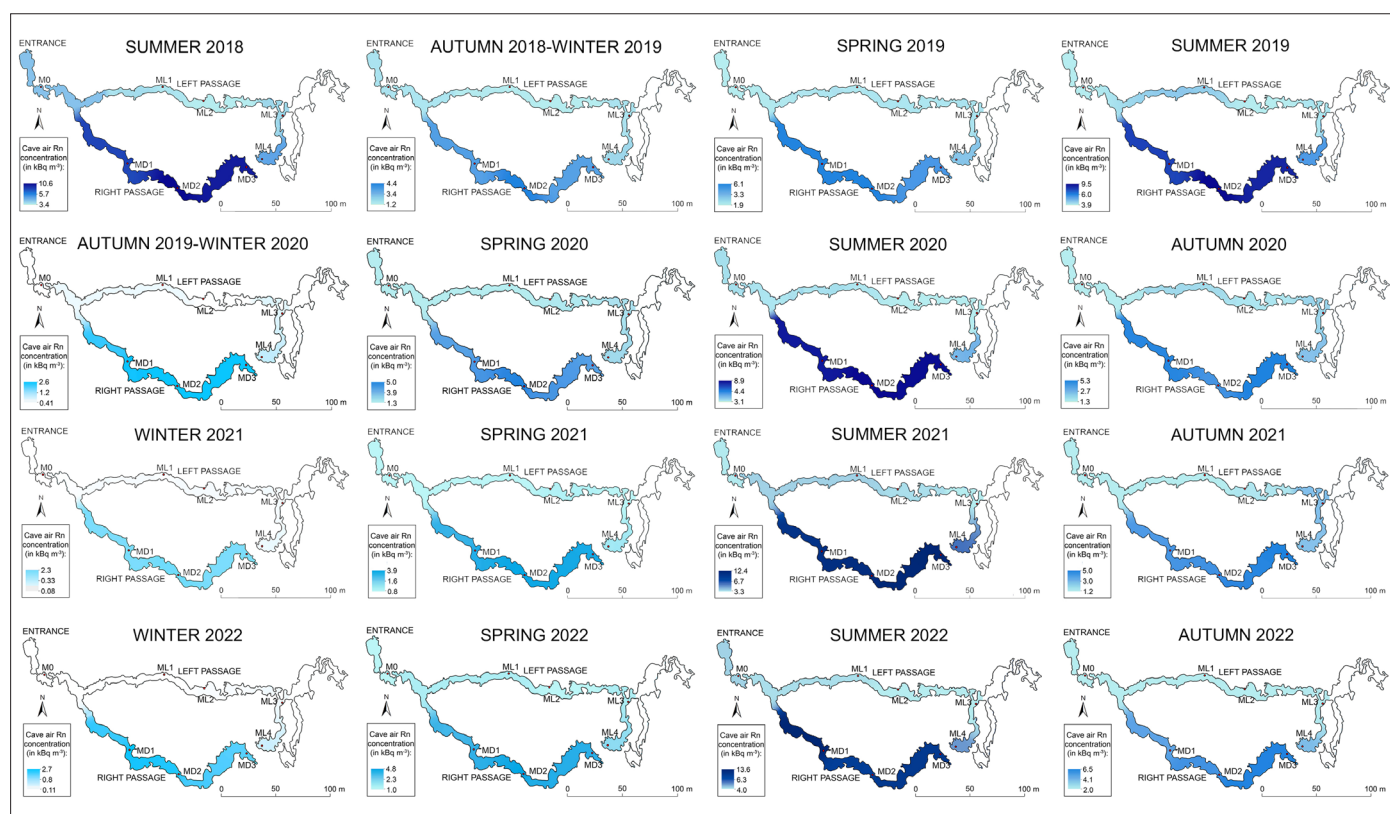 SUMMER 2018
ENTRANCE
M0
ML1
LEFT PASSAGE
ML2
ML3
N
ML4
Cave air Rn
concentration
(in kBq m⁻³):
10.6
5.7
3.4
MD1
RIGHT PASSAGE
MD2
MD3
0 50 100 m
AUTUMN 2018-WINTER 2019
ENTRANCE
M0
ML1
LEFT PASSAGE
ML2
ML3
N
ML4
Cave air Rn
concentration
(in kBq m⁻³):
4.4
3.4
1.2
MD1
RIGHT PASSAGE
MD2
MD3
0 50 100 m
SPRING 2019
ENTRANCE
M0
ML1
LEFT PASSAGE
ML2
ML3
N
ML4
Cave air Rn
concentration
(in kBq m⁻³):
6.1
3.3
1.9
MD1
RIGHT PASSAGE
MD2
MD3
0 50 100 m
SUMMER 2019
ENTRANCE
M0
ML1
LEFT PASSAGE
ML2
ML3
N
ML4
Cave air Rn
concentration
(in kBq m⁻³):
9.5
6.0
3.9
MD1
RIGHT PASSAGE
MD2
MD3
0 50 100 m
AUTUMN 2019-WINTER 2020
ENTRANCE
M0
ML1
LEFT PASSAGE
ML2
ML3
N
ML4
Cave air Rn
concentration
(in kBq m⁻³):
2.6
1.2
0.41
MD1
RIGHT PASSAGE
MD2
MD3
0 50 100 m
SPRING 2020
ENTRANCE
M0
ML1
LEFT PASSAGE
ML2
ML3
N
ML4
Cave air Rn
concentration
(in kBq m⁻³):
5.0
3.9
1.3
MD1
RIGHT PASSAGE
MD2
MD3
0 50 100 m
SUMMER 2020
ENTRANCE
M0
ML1
LEFT PASSAGE
ML2
ML3
N
ML4
Cave air Rn
concentration
(in kBq m⁻³):
8.9
4.4
3.1
MD1
RIGHT PASSAGE
MD2
MD3
0 50 100 m
AUTUMN 2020
ENTRANCE
M0
ML1
LEFT PASSAGE
ML2
ML3
N
ML4
Cave air Rn
concentration
(in kBq m⁻³):
5.3
2.7
1.3
MD1
RIGHT PASSAGE
MD2
MD3
0 50 100 m
WINTER 2021
ENTRANCE
M0
ML1
LEFT PASSAGE
ML2
ML3
N
ML4
Cave air Rn
concentration
(in kBq m⁻³):
2.3
0.33
0.08
MD1
RIGHT PASSAGE
MD2
MD3
0 50 100 m
SPRING 2021
ENTRANCE
M0
ML1
LEFT PASSAGE
ML2
ML3
N
ML4
Cave air Rn
concentration
(in kBq m⁻³):
3.9
1.6
0.8
MD1
RIGHT PASSAGE
MD2
MD3
0 50 100 m
SUMMER 2021
ENTRANCE
M0
ML1
LEFT PASSAGE
ML2
ML3
N
ML4
Cave air Rn
concentration
(in kBq m⁻³):
12.4
6.7
3.3
MD1
RIGHT PASSAGE
MD2
MD3
0 50 100 m
AUTUMN 2021
ENTRANCE
M0
ML1
LEFT PASSAGE
ML2
ML3
N
ML4
Cave air Rn
concentration
(in kBq m⁻³):
5.0
3.0
1.2
MD1
RIGHT PASSAGE
MD2
MD3
0 50 100 m
WINTER 2022
ENTRANCE
M0
ML1
LEFT PASSAGE
ML2
ML3
N
ML4
Cave air Rn
concentration
(in kBq m⁻³):
2.7
0.8
0.11
MD1
RIGHT PASSAGE
MD2
MD3
0 50 100 m
SPRING 2022
ENTRANCE
M0
ML1
LEFT PASSAGE
ML2
ML3
N
ML4
Cave air Rn
concentration
(in kBq m⁻³):
4.8
2.3
1.0
MD1
RIGHT PASSAGE
MD2
MD3
0 50 100 m
SUMMER 2022
ENTRANCE
M0
ML1
LEFT PASSAGE
ML2
ML3
N
ML4
Cave air Rn
concentration
(in kBq m⁻³):
13.6
6.3
4.0
MD1
RIGHT PASSAGE
MD2
MD3
0 50 100 m
AUTUMN 2022
ENTRANCE
M0
ML1
LEFT PASSAGE
ML2
ML3
N
ML4
Cave air Rn
concentration
(in kBq m⁻³):
6.5
4.1
2.0
MD1
RIGHT PASSAGE
MD2
MD3
0 50 100 m